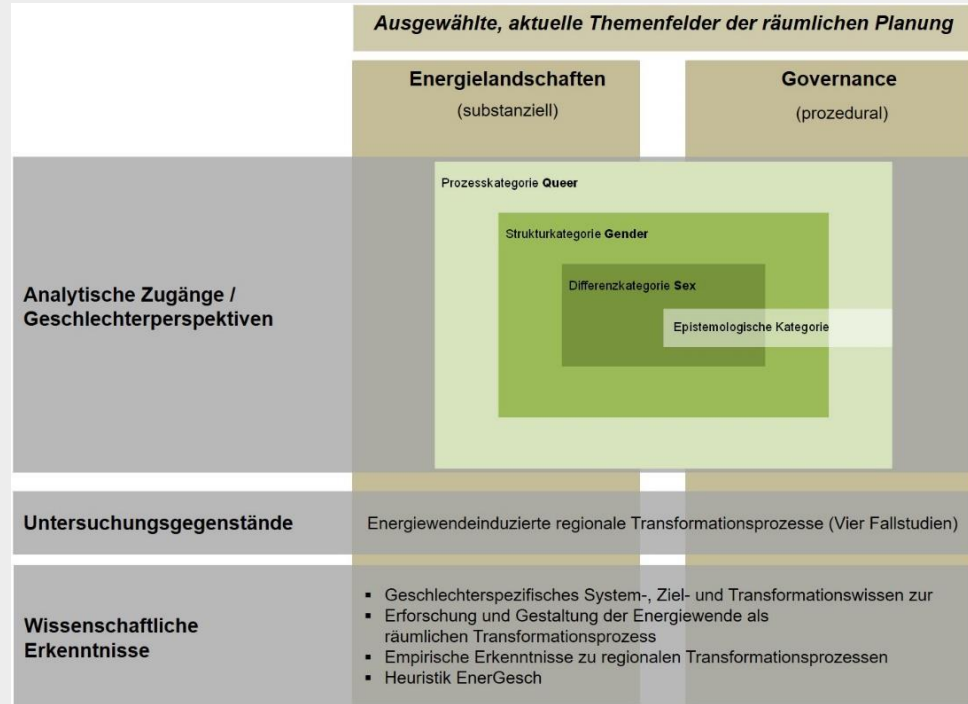 Ausgewählte, aktuelle Themenfelder der räumlichen Planung
Energielandschaften
(substanziell)
Governance
(prozedural)
Analytische Zugänge /
Geschlechterperspektiven
Prozesskategorie Queer
Strukturkategorie Gender
Differenzkategorie Sex
Epistemologische Kategorie
Untersuchungsgegenstände
Energiewendeinduzierte regionale Transformationsprozesse (Vier Fallstudien)
Wissenschaftliche
Erkenntnisse
▪ Geschlechterspezifisches System-, Ziel- und Transformationswissen zur
▪ Erforschung und Gestaltung der Energiewende als
räumlichen Transformationsprozess
▪ Empirische Erkenntnisse zu regionalen Transformationsprozessen
▪ Heuristik EnerGesch